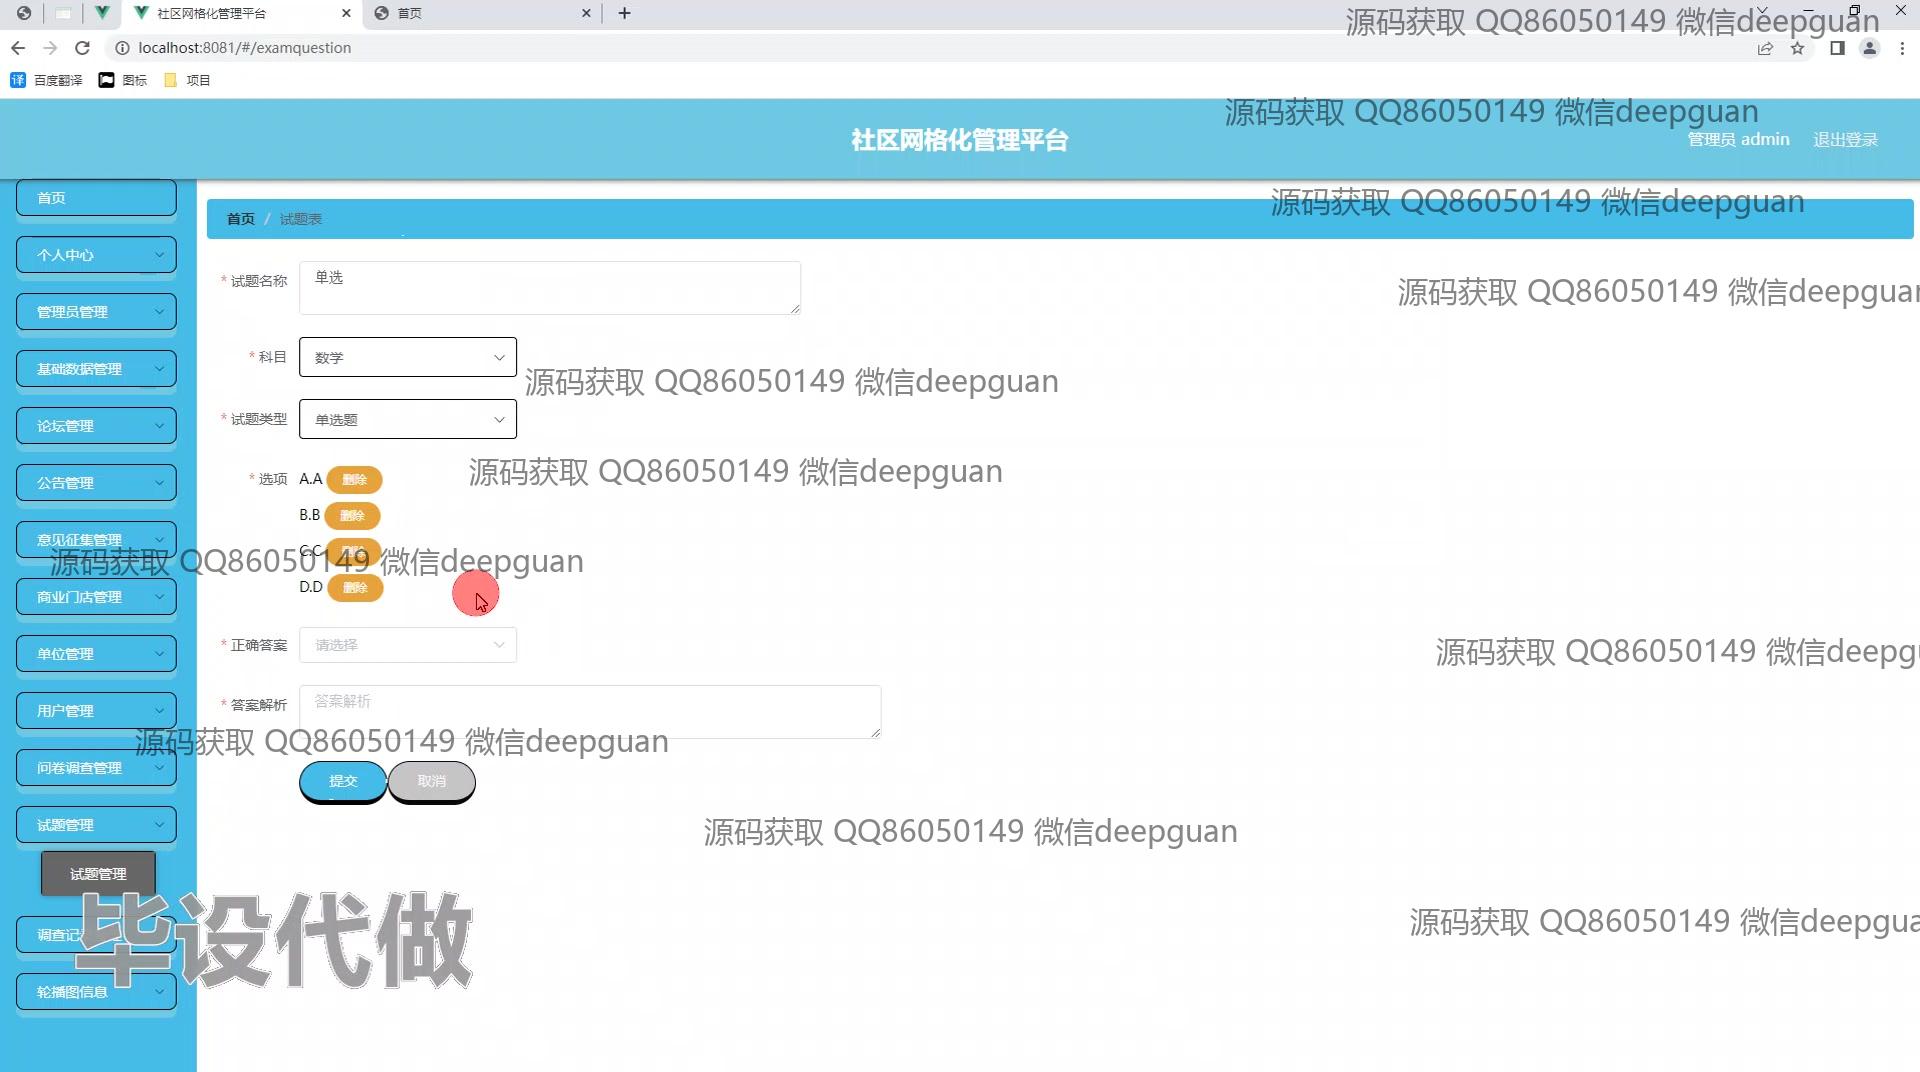 社区网格化管理平台
首页
源码获取 QQ86050149 微信deepguan
localhost:8081/#/examquestion
译 百度翻译
图标
项目
源码获取 QQ86050149 微信deepguan
社区网格化管理平台
管理员 admin
退出登录
首页
源码获取 QQ86050149 微信deepguan
首页 / 试题表
个人中心
* 试题名称
单选
源码获取 QQ86050149 微信deepguan
管理员管理
* 科目
数学
基础数据管理
源码获取 QQ86050149 微信deepguan
* 试题类型
单选题
论坛管理
源码获取 QQ86050149 微信deepguan
* 选项
A.A 删除
公告管理
B.B 删除
意见征集管理
C.C 删除
源码获取 QQ86050149 微信deepguan
D.D 删除
商业门店管理
* 正确答案
请选择
单位管理
源码获取 QQ86050149 微信deepgu
* 答案解析
答案解析
用户管理
源码获取 QQ86050149 微信deepguan
问卷调查管理
提交
取消
试题管理
源码获取 QQ86050149 微信deepguan
试题管理
毕设代做
源码获取 QQ86050149 微信deepgua
调查记
轮播图信息